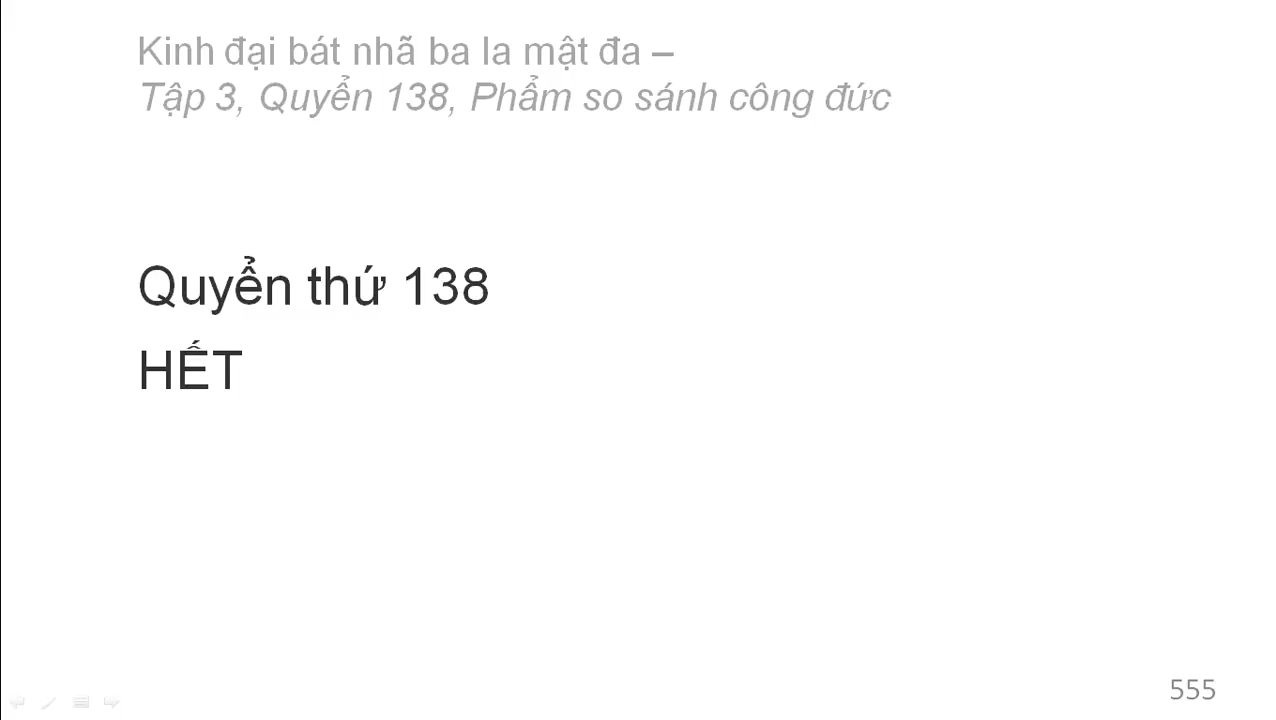 Kinh đại bát nhã ba la mật đa –
Tập 3, Quyển 138, Phẩm so sánh công đức
Quyển thứ 138
HẾT
555